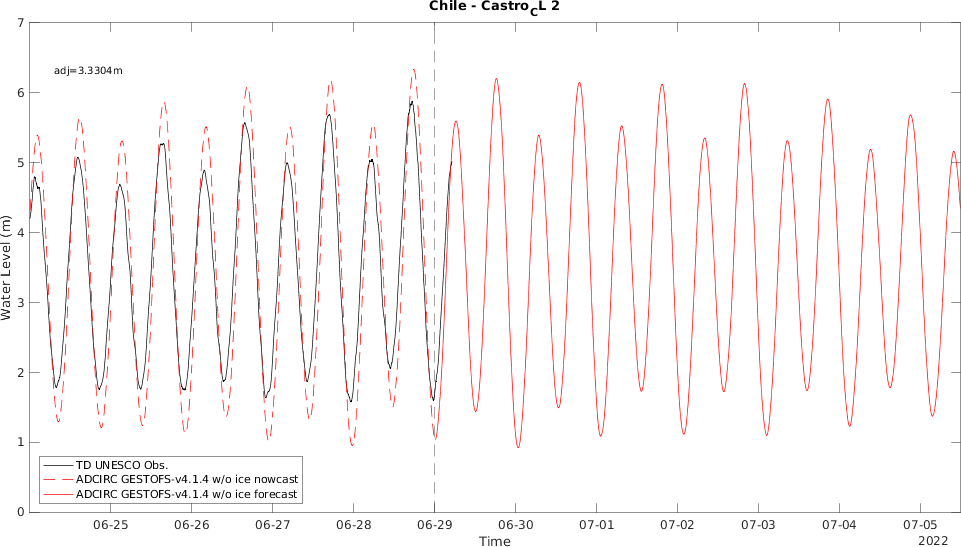 Chile - Castro_CL 2
adj=3.3304m
Water Level (m)
7
6
5
4
3
2
1
0
TD UNESCO Obs.
ADCIRC GESTOFS-v4.1.4 w/o ice nowcast
ADCIRC GESTOFS-v4.1.4 w/o ice forecast
06-25 06-26 06-27 06-28 06-29 06-30 07-01 07-02 07-03 07-04 07-05
Time
2022